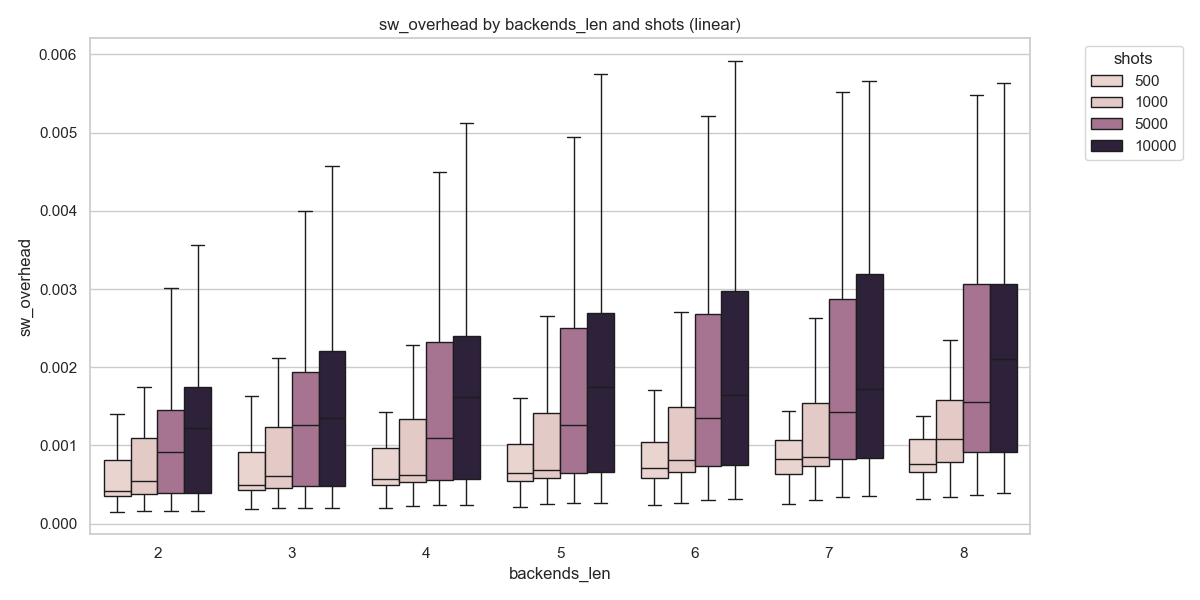 sw_overhead by backends_len and shots (linear)
sw_overhead
0.006
0.005
0.004
0.003
0.002
0.001
0.000
2 3 4 5 6 7 8
backends_len
shots
500
1000
5000
10000